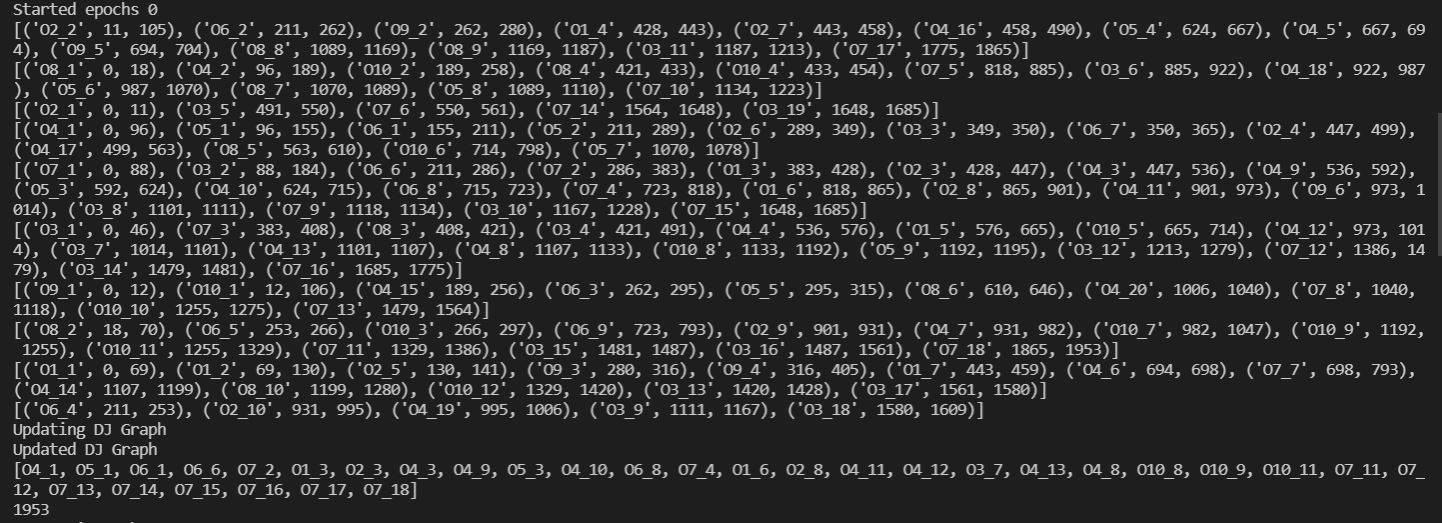 Started epochs 0
[('O2_2', 11, 105), ('O6_2', 211, 262), ('O9_2', 262, 280), ('O1_4', 428, 443), ('O2_7', 443, 458), ('O4_16', 458, 490), ('O5_4', 624, 667), ('O4_5', 667, 69
4), ('O9_5', 694, 704), ('O8_8', 1089, 1169), ('O8_9', 1169, 1187), ('O3_11', 1187, 1213), ('O7_17', 1775, 1865)]
[('O8_1', 0, 18), ('O4_2', 96, 189), ('O10_2', 189, 258), ('O8_4', 421, 433), ('O10_4', 433, 454), ('O7_5', 818, 885), ('O3_6', 885, 922), ('O4_18', 922, 987
), ('O5_6', 987, 1070), ('O8_7', 1070, 1089), ('O5_8', 1089, 1110), ('O7_10', 1134, 1223)]
[('O2_1', 0, 11), ('O3_5', 491, 550), ('O7_6', 550, 561), ('O7_14', 1564, 1648), ('O3_19', 1648, 1685)]
[('O4_1', 0, 96), ('O5_1', 96, 155), ('O6_1', 155, 211), ('O5_2', 211, 289), ('O2_6', 289, 349), ('O3_3', 349, 350), ('O6_7', 350, 365), ('O2_4', 447, 499),
('O4_17', 499, 563), ('O8_5', 563, 610), ('O10_6', 714, 798), ('O5_7', 1070, 1078)]
[('O7_1', 0, 88), ('O3_2', 88, 184), ('O6_6', 211, 286), ('O7_2', 286, 383), ('O1_3', 383, 428), ('O2_3', 428, 447), ('O4_3', 447, 536), ('O4_9', 536, 592),
('O5_3', 592, 624), ('O4_10', 624, 715), ('O6_8', 715, 723), ('O7_4', 723, 818), ('O1_6', 818, 865), ('O2_8', 865, 901), ('O4_11', 901, 973), ('O9_6', 973, 1
014), ('O3_8', 1101, 1111), ('O7_9', 1118, 1134), ('O3_10', 1167, 1228), ('O7_15', 1648, 1685)]
[('O3_1', 0, 46), ('O7_3', 383, 408), ('O8_3', 408, 421), ('O3_4', 421, 491), ('O4_4', 536, 576), ('O1_5', 576, 665), ('O10_5', 665, 714), ('O4_12', 973, 101
4), ('O3_7', 1014, 1101), ('O4_13', 1101, 1107), ('O4_8', 1107, 1133), ('O10_8', 1133, 1192), ('O5_9', 1192, 1195), ('O3_12', 1213, 1279), ('O7_12', 1386, 14
79), ('O3_14', 1479, 1481), ('O7_16', 1685, 1775)]
[('O9_1', 0, 12), ('O10_1', 12, 106), ('O4_15', 189, 256), ('O6_3', 262, 295), ('O5_5', 295, 315), ('O8_6', 610, 646), ('O4_20', 1006, 1040), ('O7_8', 1040,
1118), ('O10_10', 1255, 1275), ('O7_13', 1479, 1564)]
[('O8_2', 18, 70), ('O6_5', 253, 266), ('O10_3', 266, 297), ('O6_9', 723, 793), ('O2_9', 901, 931), ('O4_7', 931, 982), ('O10_7', 982, 1047), ('O10_9', 1192,
1255), ('O10_11', 1255, 1329), ('O7_11', 1329, 1386), ('O3_15', 1481, 1487), ('O3_16', 1487, 1561), ('O7_18', 1865, 1953)]
[('O1_1', 0, 69), ('O1_2', 69, 130), ('O2_5', 130, 141), ('O9_3', 280, 316), ('O9_4', 316, 405), ('O1_7', 443, 459), ('O4_6', 694, 698), ('O7_7', 698, 793),
('O4_14', 1107, 1199), ('O8_10', 1199, 1280), ('O10_12', 1329, 1420), ('O3_13', 1420, 1428), ('O3_17', 1561, 1580)]
[('O6_4', 211, 253), ('O2_10', 931, 995), ('O4_19', 995, 1006), ('O3_9', 1111, 1167), ('O3_18', 1580, 1609)]
Updating DJ Graph
Updated DJ Graph
[O4_1, O5_1, O6_1, O6_6, O7_2, O1_3, O2_3, O4_3, O4_9, O5_3, O4_10, O6_8, O7_4, O1_6, O2_8, O4_11, O4_12, O3_7, O4_13, O4_8, O10_8, O10_9, O10_11, O7_11, O7_
12, O7_13, O7_14, O7_15, O7_16, O7_17, O7_18]
1953